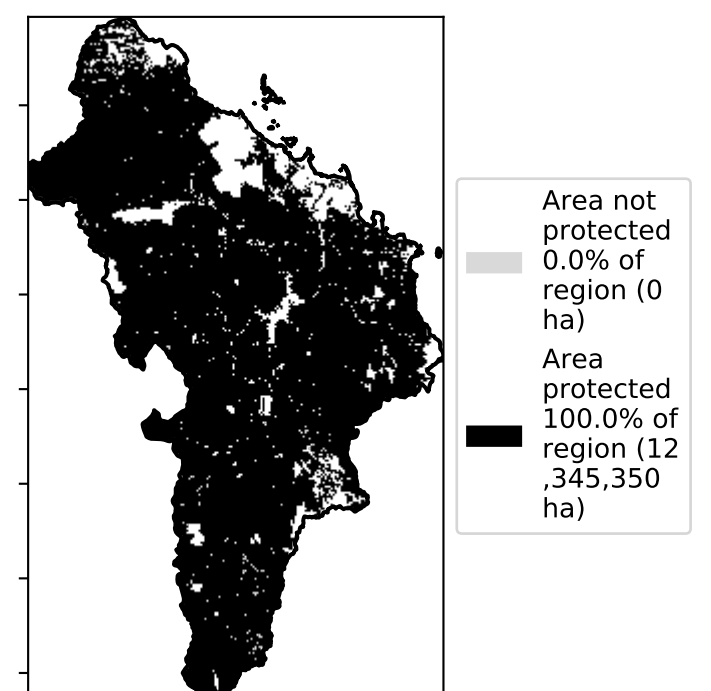 Area not
protected
0.0% of
region (0
ha)
Area
protected
100.0% of
region (12
,345,350
ha)